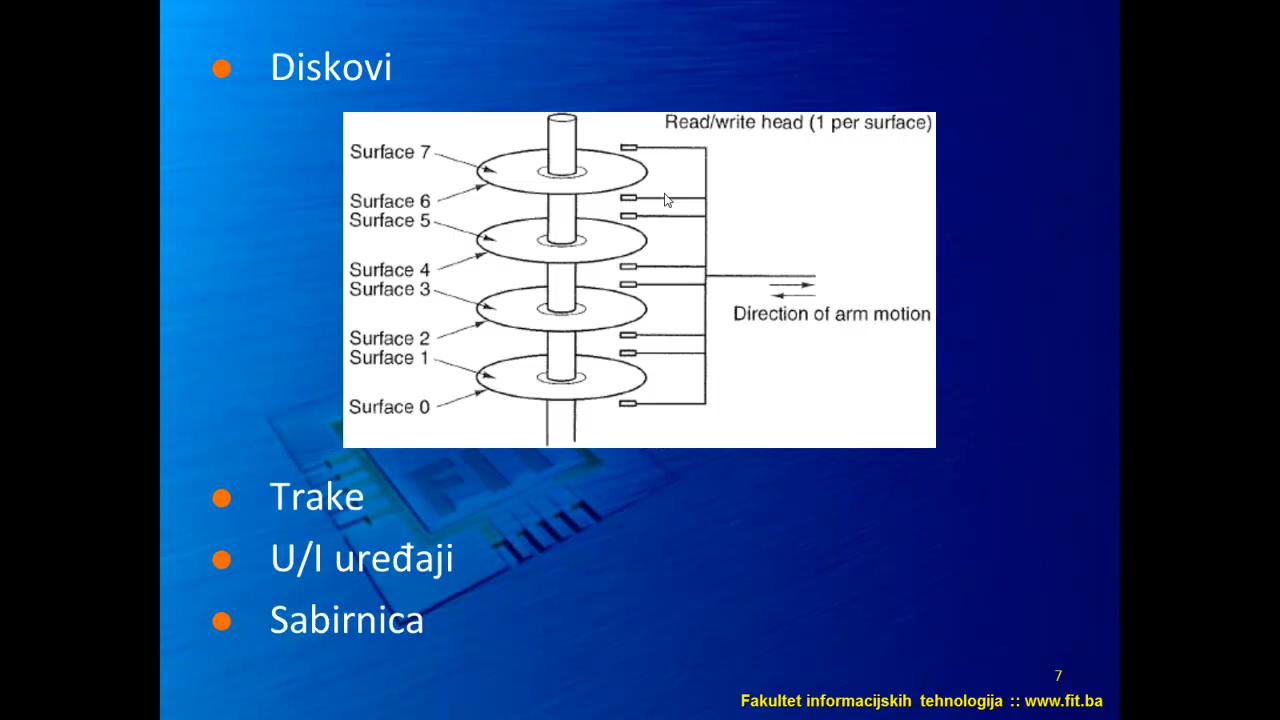 Diskovi
Read/write head (1 per surface)
Surface 7
Surface 6
Surface 5
Surface 4
Surface 3
Direction of arm motion
Surface 2
Surface 1
Surface 0
FIT
Trake
U/I uređaji
Sabirnica
7
Fakultet informacijskih tehnologija :: www.fit.ba